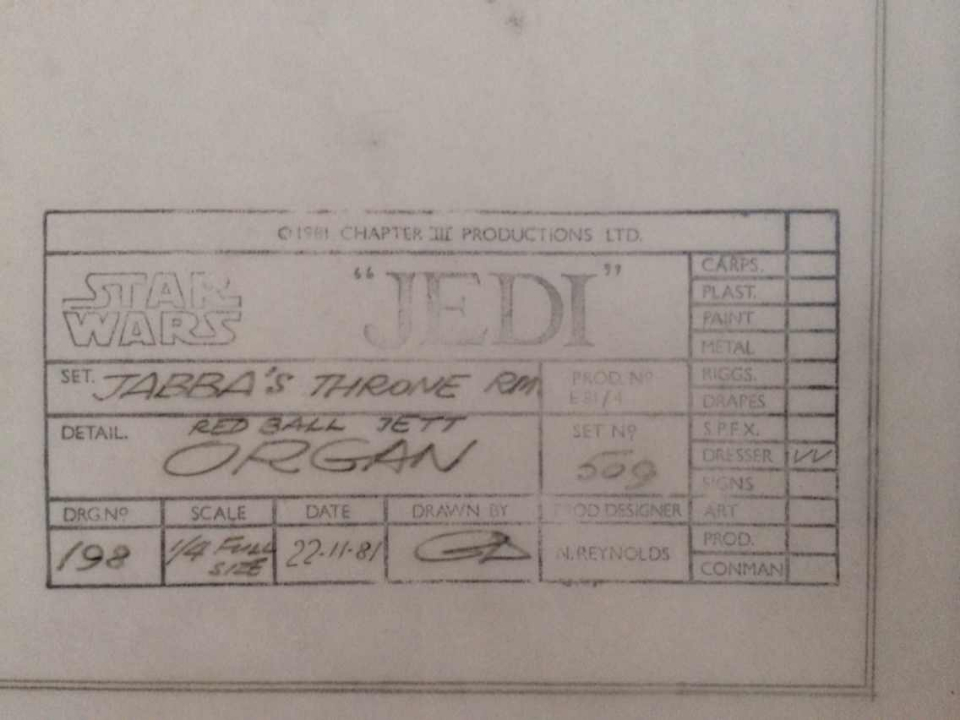 ©1981 CHAPTER III PRODUCTIONS LTD.
STAR WARS
"JEDI"
CARPS.
PLAST.
PAINT
METAL
SET. JABBA'S THRONE RM.
PROD. Nº
RIGGS.
DRAPES
DETAIL. RED BALL JETT
ORGAN
SET Nº
509
S.P.F.X.
DRESSER VV
SIGNS
DRG.Nº SCALE DATE DRAWN BY PROD DESIGNER ART
198 1/4 FULL SIZE 22·11·81 N.REYNOLDS
PROD.
CONMAN